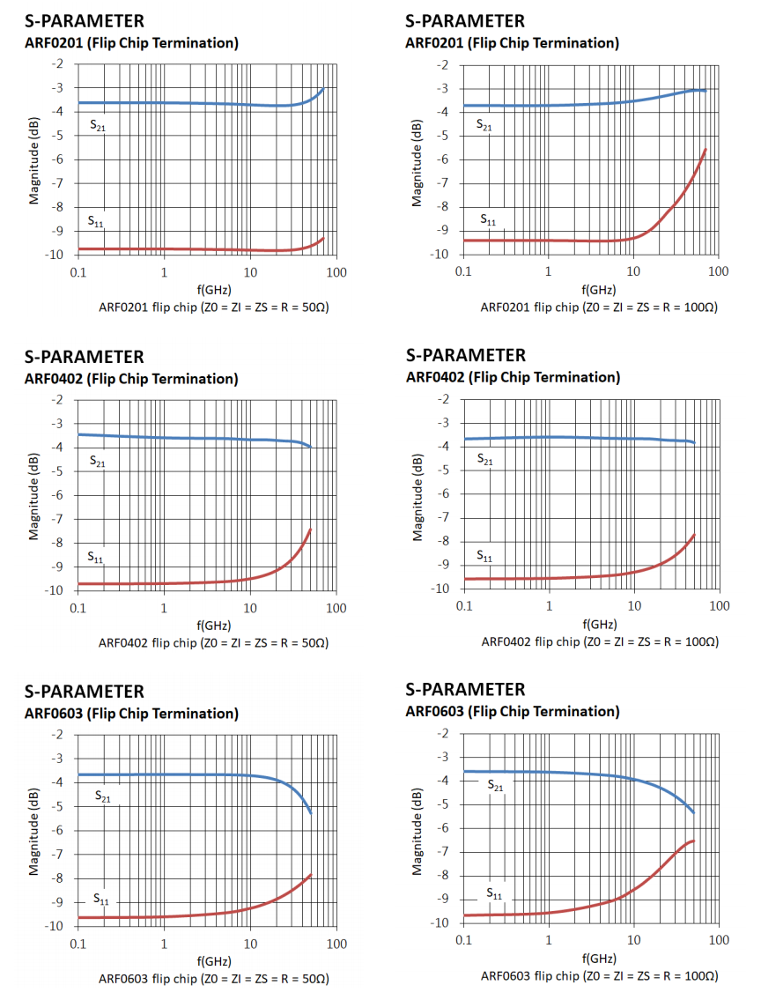 S-PARAMETER
ARF0201 (Flip Chip Termination)
-2
-3
-4
-5
-6
-7
-8
-9
-10
Magnitude (dB)
S21
S11
0.1 1 10 100
f(GHz)
ARF0201 flip chip (Z0 = ZI = ZS = R = 50Ω)
S-PARAMETER
ARF0201 (Flip Chip Termination)
-2
-3
-4
-5
-6
-7
-8
-9
-10
Magnitude (dB)
S21
S11
0.1 1 10 100
f(GHz)
ARF0201 flip chip (Z0 = ZI = ZS = R = 100Ω)
S-PARAMETER
ARF0402 (Flip Chip Termination)
-2
-3
-4
-5
-6
-7
-8
-9
-10
Magnitude (dB)
S21
S11
0.1 1 10 100
f(GHz)
ARF0402 flip chip (Z0 = ZI = ZS = R = 50Ω)
S-PARAMETER
ARF0402 (Flip Chip Termination)
-2
-3
-4
-5
-6
-7
-8
-9
-10
Magnitude (dB)
S21
S11
0.1 1 10 100
f(GHz)
ARF0402 flip chip (Z0 = ZI = ZS = R = 100Ω)
S-PARAMETER
ARF0603 (Flip Chip Termination)
-2
-3
-4
-5
-6
-7
-8
-9
-10
Magnitude (dB)
S21
S11
0.1 1 10 100
f(GHz)
ARF0603 flip chip (Z0 = ZI = ZS = R = 50Ω)
S-PARAMETER
ARF0603 (Flip Chip Termination)
-2
-3
-4
-5
-6
-7
-8
-9
-10
Magnitude (dB)
S21
S11
0.1 1 10 100
f(GHz)
ARF0603 flip chip (Z0 = ZI = ZS = R = 100Ω)